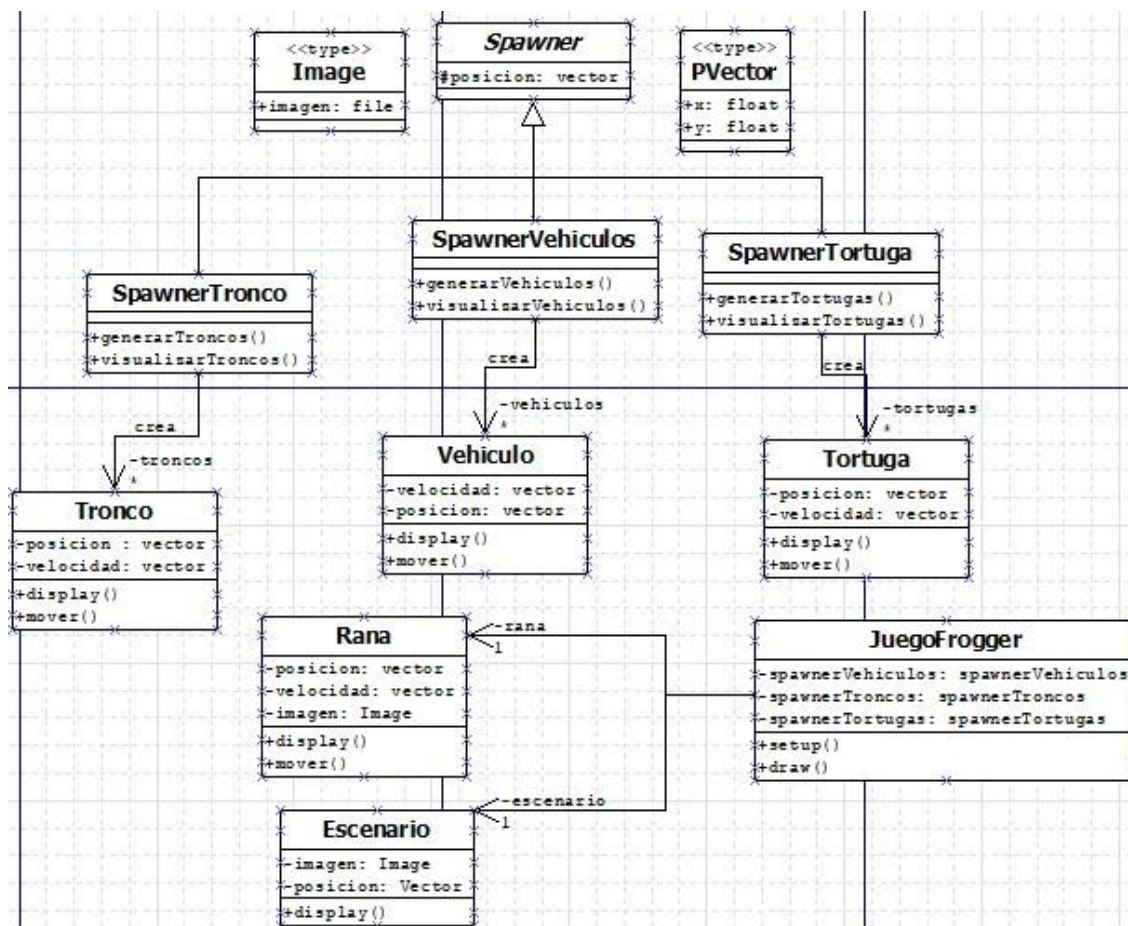 <<type>>
Image
+imagen: file
Spawner
#posicion: vector
<<type>>
PVector
+x: float
+y: float
SpawnerTronco
+generarTroncos()
+visualisarTroncos()
SpawnerVehiculos
+generarVehiculos()
+visualizarVehiculos()
SpawnerTortuga
+generarTortugas()
+visualisarTortugas()
crea
-troncos
*
crea
-vehiculos
*
crea
-tortugas
*
Tronco
-posicion : vector
-velocidad: vector
+display()
+mover()
Vehiculo
-velocidad: vector
-posicion: vector
+display()
+mover()
Tortuga
-posicion: vector
-velocidad: vector
+display()
+mover()
Rana
-posicion: vector
-velocidad: vector
-imagen: Image
+display()
+mover()
-rana
1
JuegoFrogger
-spawnerVehiculos: spawnerVehiculos
-spawnerTroncos: spawnerTroncos
-spawnerTortugas: spawnerTortugas
+setup()
+draw()
-escenario
1
Escenario
-imagen: Image
-posicion: Vector
+display()